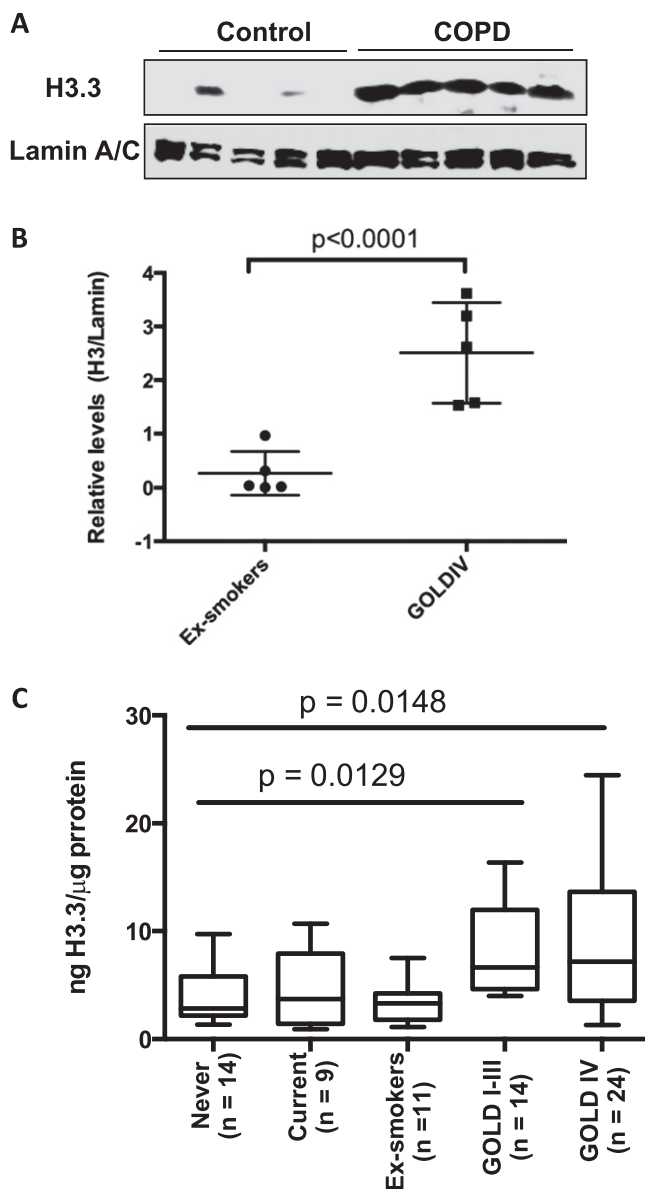 A
Control COPD
H3.3
Lamin A/C
B
p<0.0001
Relative levels (H3/Lamin)
4
3
2
1
0
-1
Ex-smokers
GOLDIV
C
p = 0.0148
p = 0.0129
ng H3.3/μg prrotein
30
20
10
0
Never
(n = 14)
Current
(n = 9)
Ex-smokers
(n =11)
GOLD I-III
(n = 14)
GOLD IV
(n = 24)